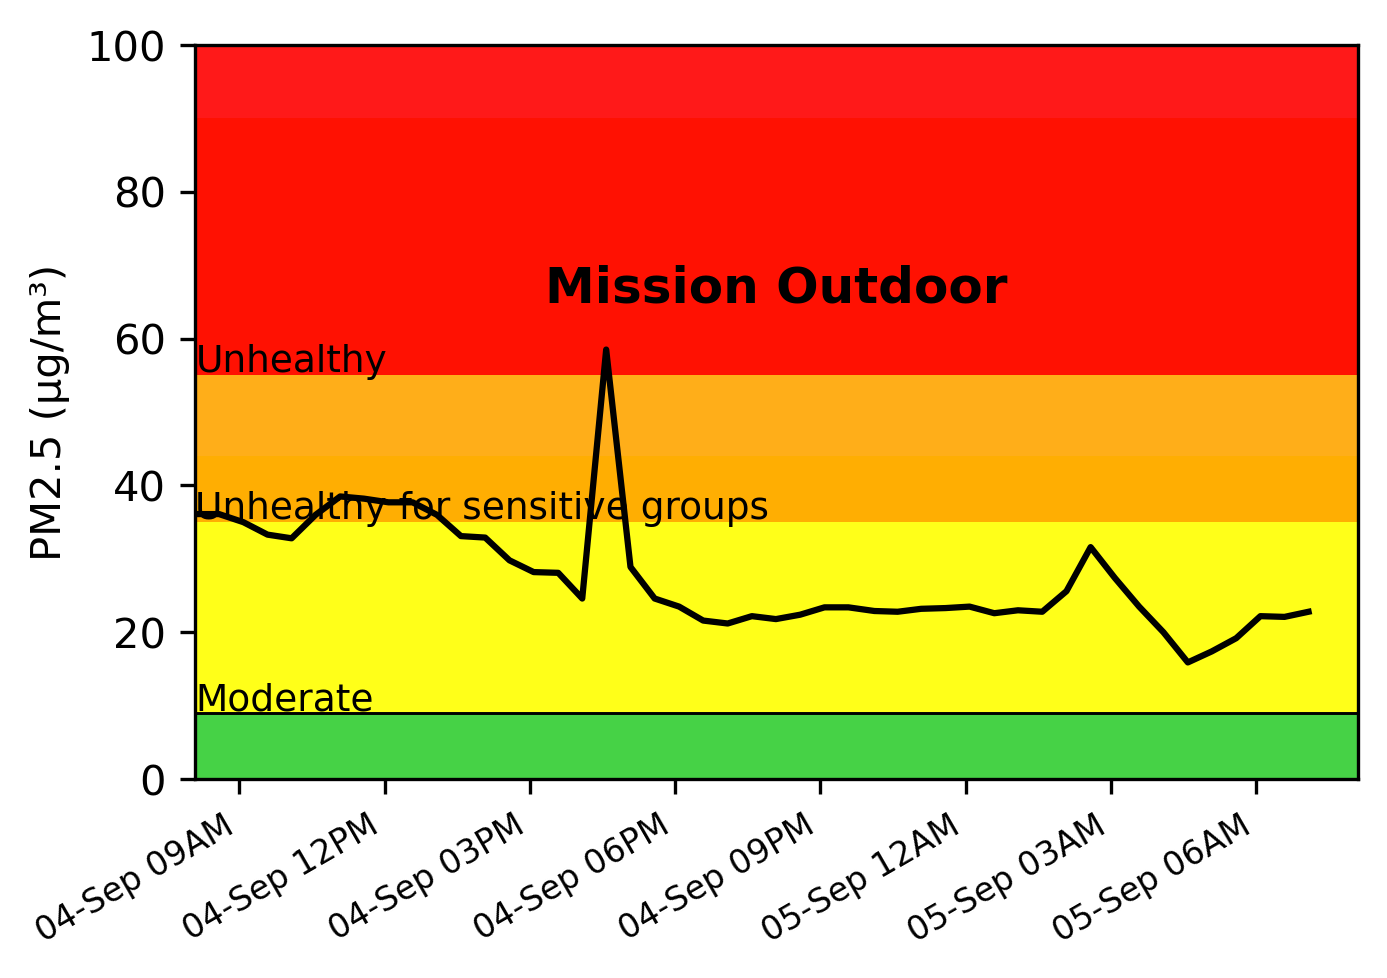 100
80
60
40
20
0
PM2.5 (µg/m³)
Mission Outdoor
Unhealthy
Unhealthy for sensitive groups
Moderate
04-Sep 09AM
04-Sep 12PM
04-Sep 03PM
04-Sep 06PM
04-Sep 09PM
05-Sep 12AM
05-Sep 03AM
05-Sep 06AM